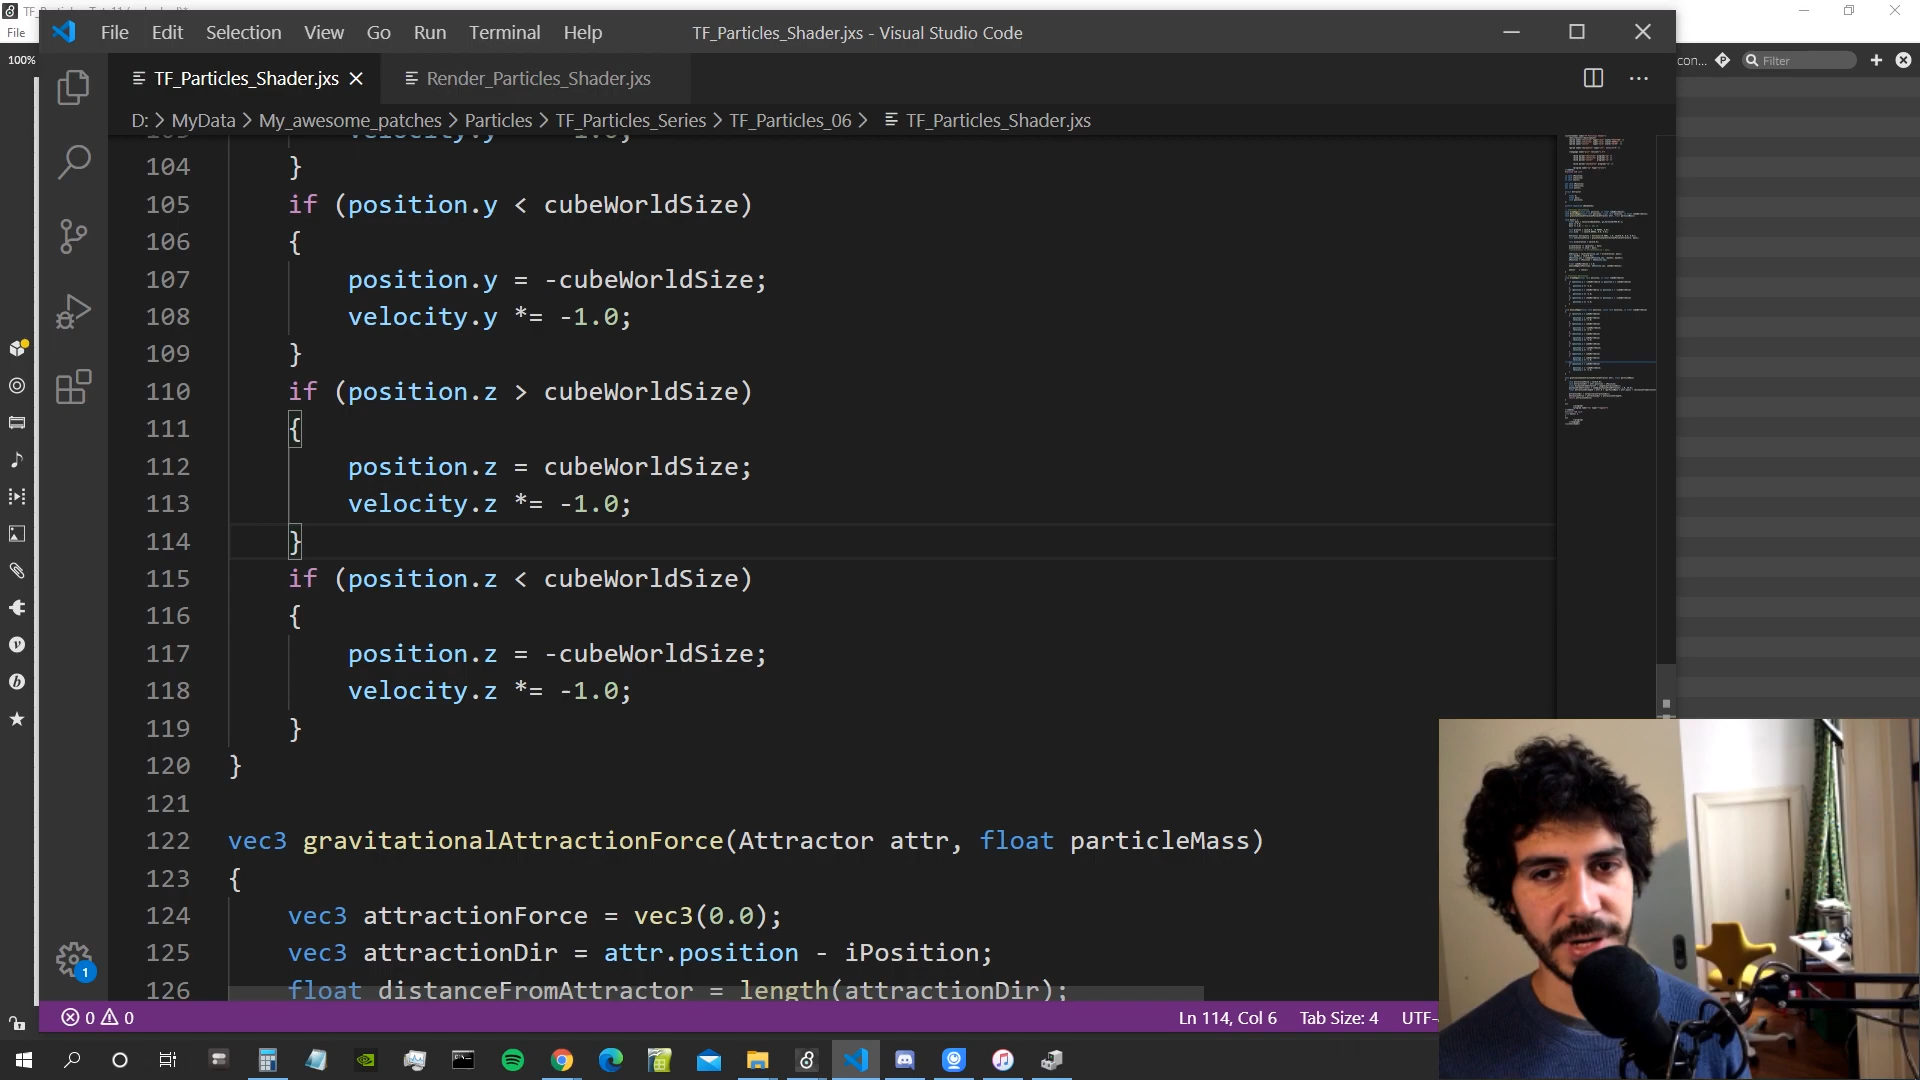 File
100%
File Edit Selection View Go Run Terminal Help
TF_Particles_Shader.jxs - Visual Studio Code
TF_Particles_Shader.jxs
Render_Particles_Shader.jxs
con...
Filter
D: > MyData > My_awesome_patches > Particles > TF_Particles_Series > TF_Particles_06 > TF_Particles_Shader.jxs
104 }
105 if (position.y < cubeWorldSize)
106 {
107 position.y = -cubeWorldSize;
108 velocity.y *= -1.0;
109 }
110 if (position.z > cubeWorldSize)
111 {
112 position.z = cubeWorldSize;
113 velocity.z *= -1.0;
114 }
115 if (position.z < cubeWorldSize)
116 {
117 position.z = -cubeWorldSize;
118 velocity.z *= -1.0;
119 }
120 }
121
122 vec3 gravitationalAttractionForce(Attractor attr, float particleMass)
123 {
124 vec3 attractionForce = vec3(0.0);
125 vec3 attractionDir = attr.position - iPosition;
126 float distanceFromAttractor = length(attractionDir);
1
0 0
Ln 114, Col 6 Tab Size: 4 UTF-